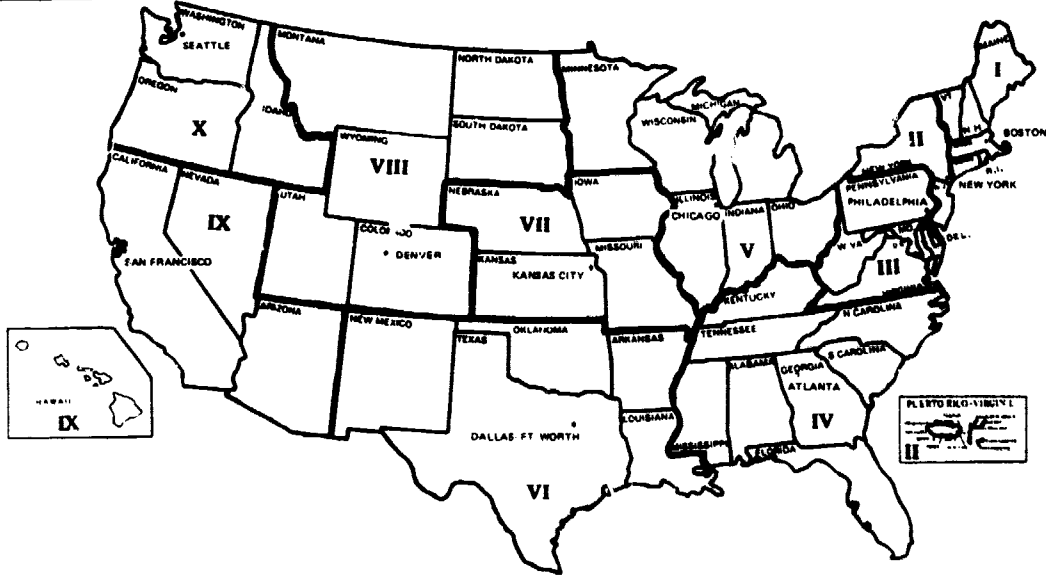 WASHINGTON
SEATTLE
MONTANA
NORTH DAKOTA
MINNESOTA
MAINE
I
OREGON
IDAHO
X
SOUTH DAKOTA
WISCONSIN
MICHIGAN
VT
N H
BOSTON
II
R.I.
WYOMING
VIII
CALIFORNIA
NEVADA
UTAH
NEBRASKA
IOWA
ILLINOIS
CHICAGO
INDIANA
OHIO
NEW YORK
PENNSYLVANIA
PHILADELPHIA
NEW YORK
IX
VII
V
W VA
MD
DEL
III
DENVER
KANSAS
KANSAS CITY
MISSOURI
SAN FRANCISCO
KENTUCKY
VIRGINIA
ARIZONA
NEW MEXICO
OKLAHOMA
TEXAS
ARKANSAS
TENNESSEE
N CAROLINA
S CAROLINA
ALABAMA
GEORGIA
ATLANTA
HAWAII
IX
DALLAS-FT WORTH
LOUISIANA
MISSISSIPPI
FLORIDA
IV
VI
II